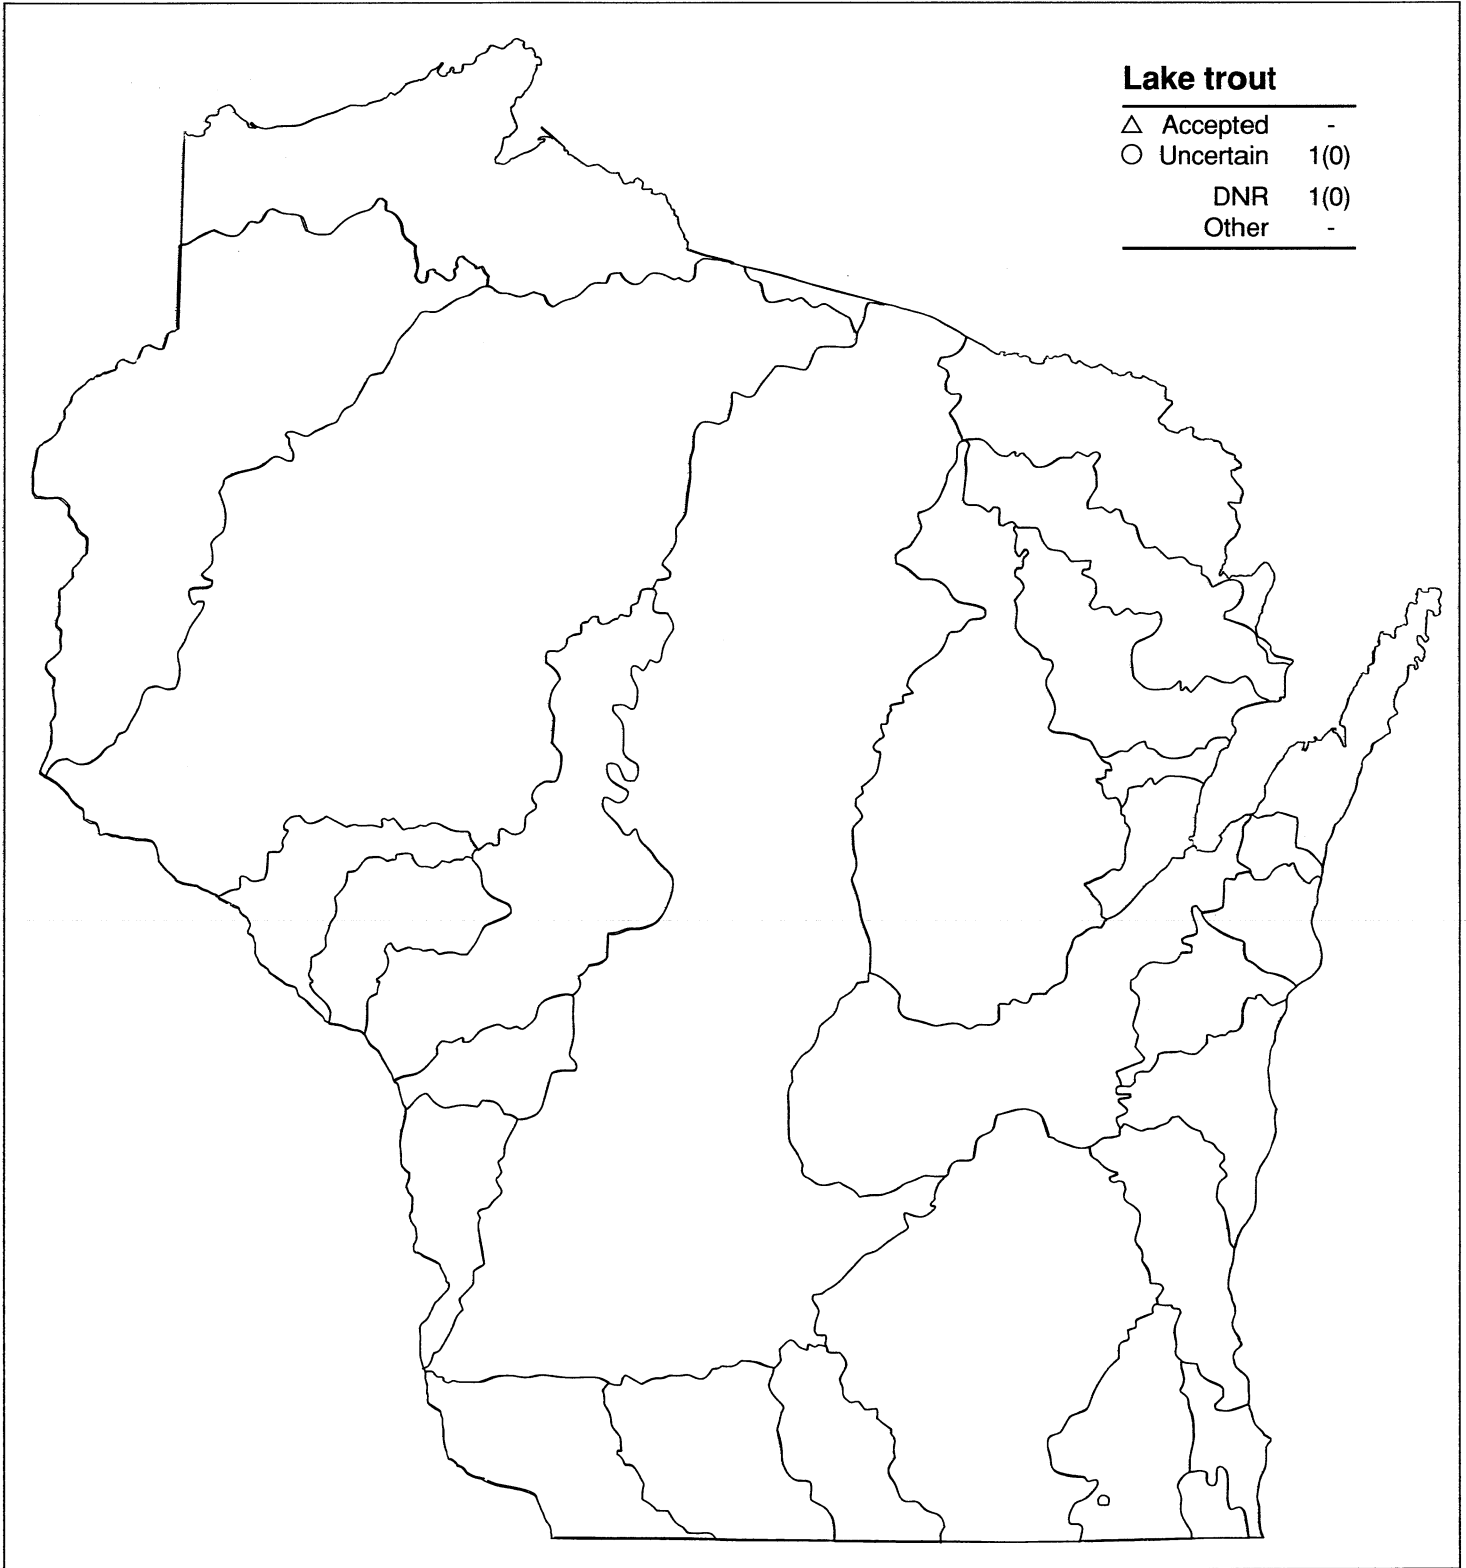 Lake trout
△ Accepted -
○ Uncertain 1(0)
DNR 1(0)
Other -